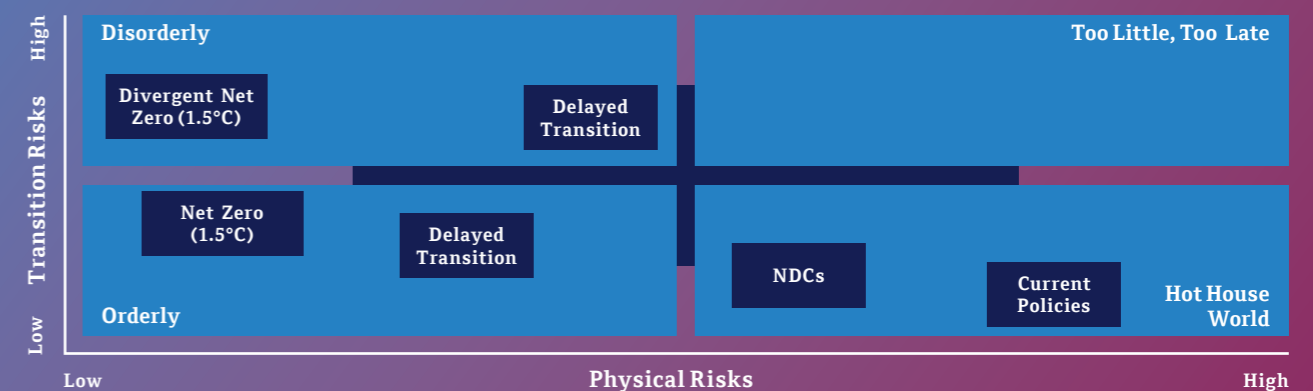 High
Transition Risks
Low
Disorderly
Divergent Net
Zero (1.5°C)
Delayed
Transition
Too Little, Too Late
Net Zero
(1.5°C)
Delayed
Transition
Orderly
NDCs
Current
Policies
Hot House
World
Low
Physical Risks
High